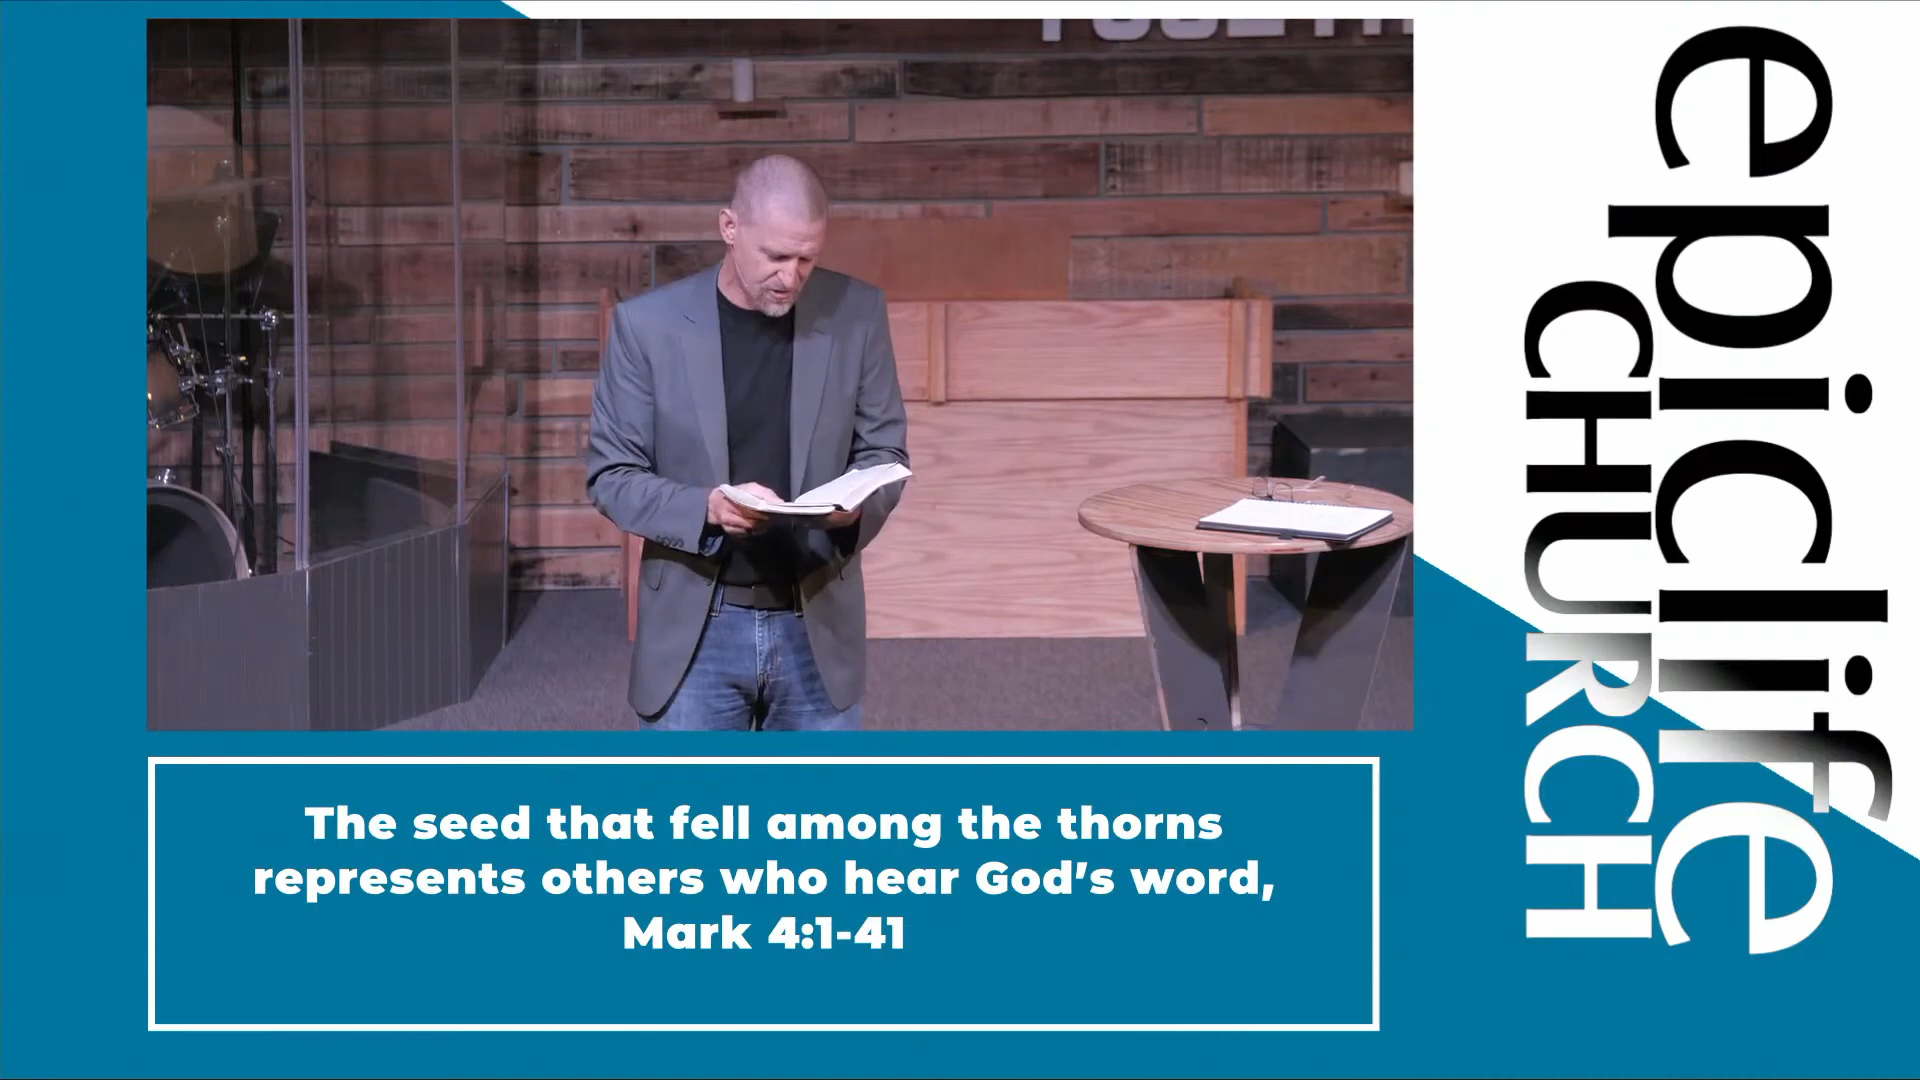 The seed that fell among the thorns
represents others who hear God's word,
Mark 4:1-41
epiclife
CHURCH